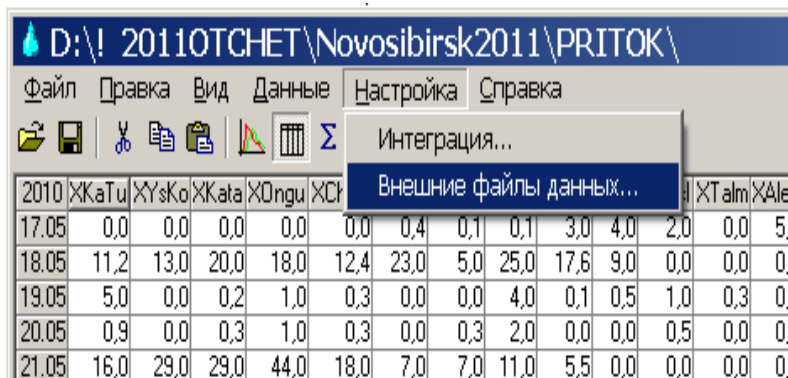 D:\! 2011OTCHET\Novosibirsk2011\PRITOK\
Файл Правка Вид Данные Настройка Справка
Σ
Интеграция...
Внешние файлы данных...
2010 XKaTu XYsKo XKata XOngu XTalm XAle
17.05 0,0 0,0 0,0 0,0 0,0 0,4 0,1 0,1 3,0 4,0 2,0 0,0 5,
18.05 11,2 13,0 20,0 18,0 12,4 23,0 5,0 25,0 17,6 9,0 0,0 0,0 0,
19.05 5,0 0,0 0,2 1,0 0,3 0,0 0,0 4,0 0,1 0,5 1,0 0,3 0,
20.05 0,9 0,0 0,3 1,0 0,3 0,0 0,3 2,0 0,0 0,0 0,5 0,0 0,
21.05 16,0 29,0 29,0 44,0 18,0 7,0 7,0 11,0 5,5 0,0 0,0 0,0 0,